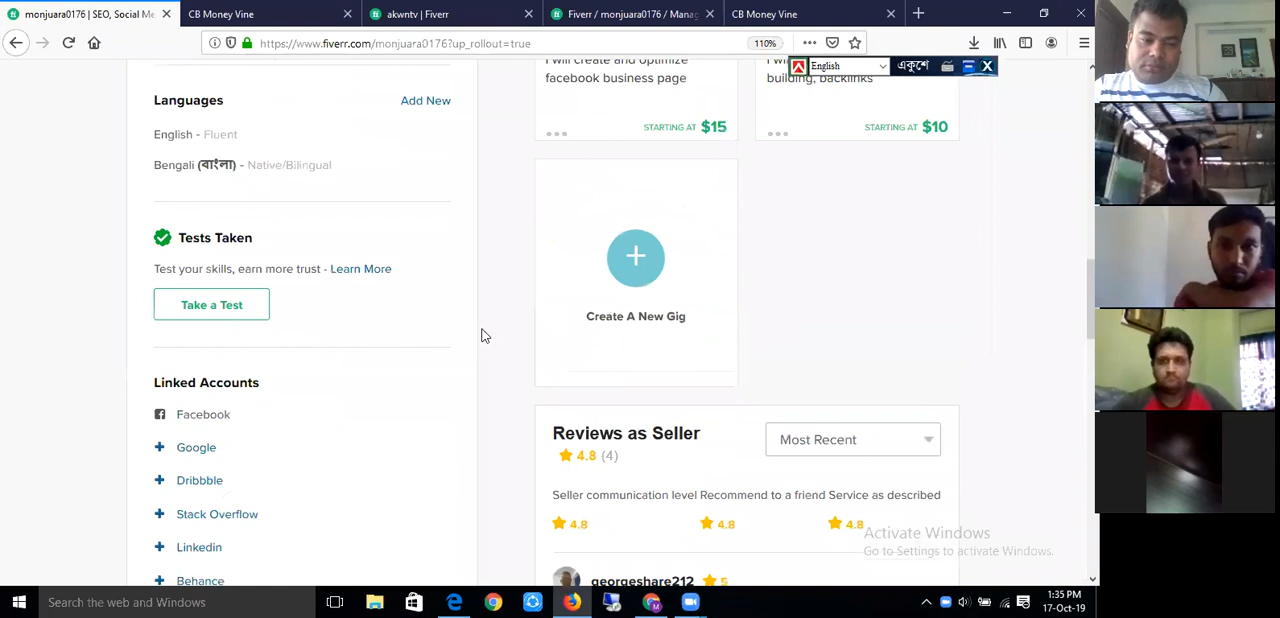 monjuara0176 | SEO, Social Me
CB Money Vine
akwntv | Fiverr
Fiverr / monjuara0176 / Manag
CB Money Vine
https://www.fiverr.com/monjuara0176?up_rollout=true
110%
English
একুশে
Languages
Add New
English - Fluent
Bengali (বাংলা) - Native/Bilingual
Tests Taken
Test your skills, earn more trust - Learn More
Take a Test
Linked Accounts
Facebook
Google
Dribbble
Stack Overflow
Linkedin
Behance
I will create and optimize
facebook business page
STARTING AT $15
building, backlinks
STARTING AT $10
Create A New Gig
Reviews as Seller
4.8 (4)
Most Recent
Seller communication level Recommend to a friend Service as described
4.8
4.8
4.8
georgeshare212 5
Activate Windows
Go to Settings to activate Windows.
Search the web and Windows
1:35 PM
17-Oct-19